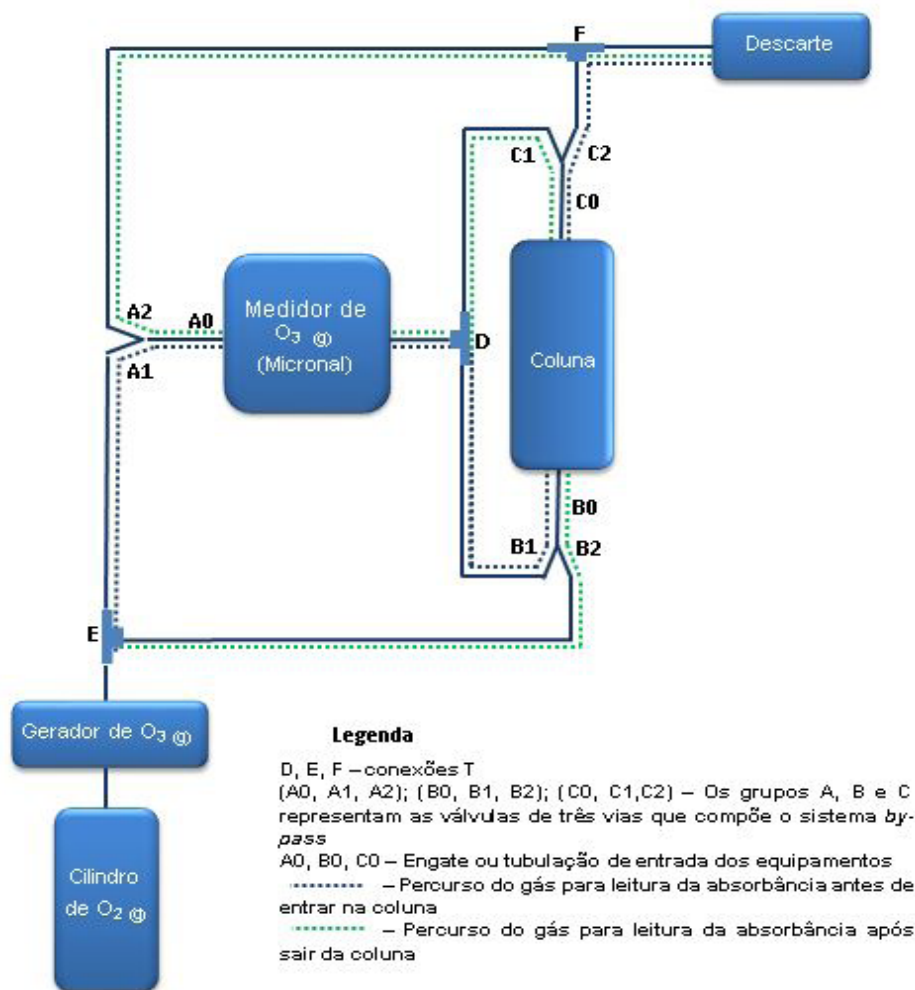 F
Descarte
C1
C2
C0
A2
A0
Medidor de
O3 (g)
(Micronal)
D
Coluna
A1
B0
B1
B2
E
Gerador de O3 (g)
Legenda
D, E, F – conexões T
(A0, A1, A2); (B0, B1, B2); (C0, C1,C2) – Os grupos A, B e C
representam as válvulas de três vias que compõe o sistema by-
pass
A0, B0, C0 – Engate ou tubulação de entrada dos equipamentos
– Percurso do gás para leitura da absorbância antes de
entrar na coluna
– Percurso do gás para leitura da absorbância após
sair da coluna
Cilindro
de O2 (g)